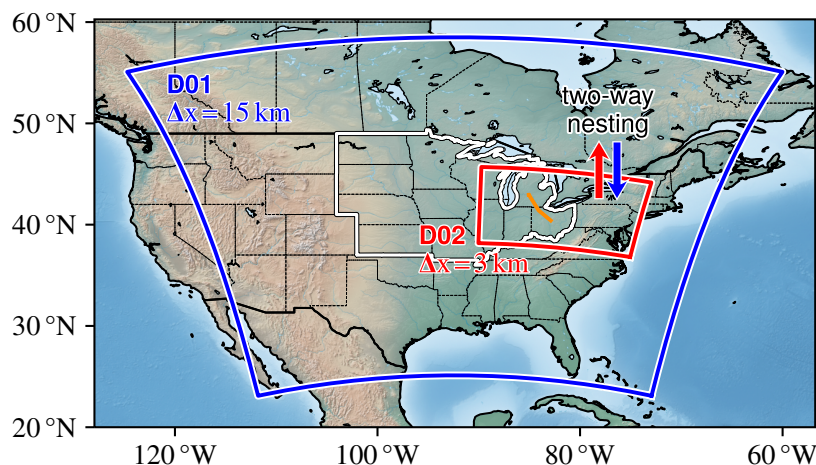 60 °N
50 °N
40 °N
30 °N
20 °N
120 °W
100 °W
80 °W
60 °W
D01
Δx = 15 km
two-way
nesting
D02
Δx = 3 km